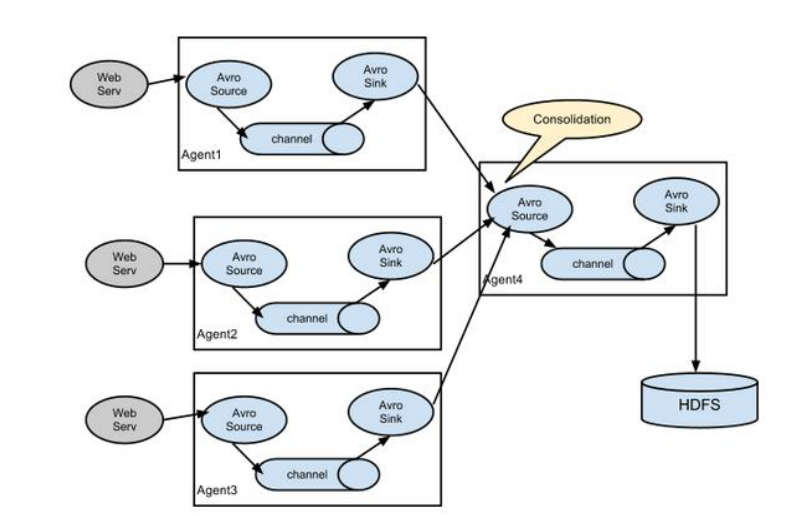 Web
Serv
Avro
Source
Avro
Sink
channel
Agent1
Consolidation
Web
Serv
Avro
Source
Avro
Sink
channel
Agent2
Avro
Source
Avro
Sink
channel
Agent4
Web
Serv
Avro
Source
Avro
Sink
channel
Agent3
HDFS